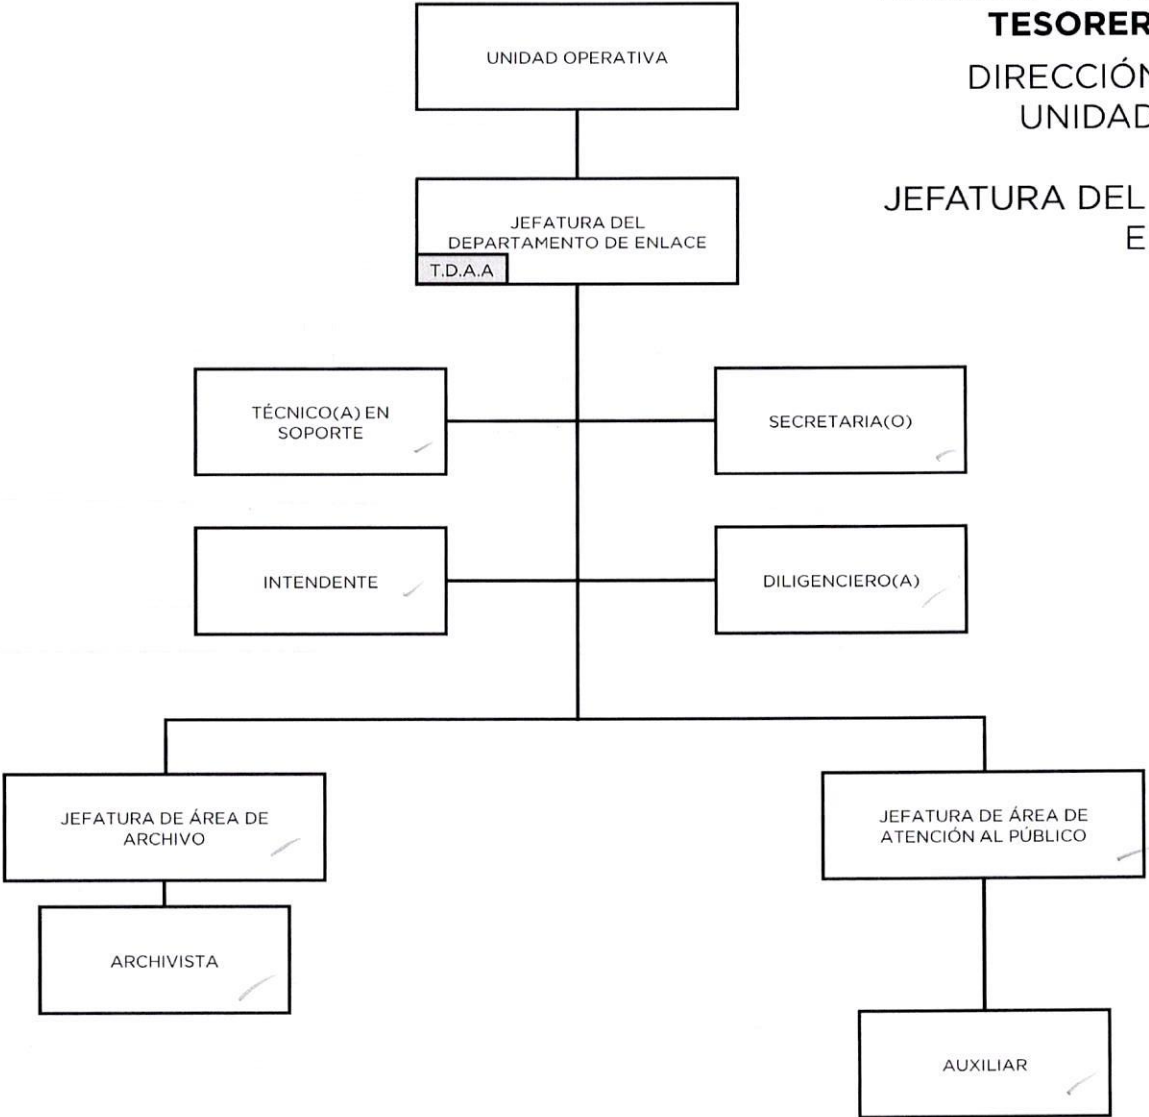 TESORER
DIRECCIÓN
UNIDAD
JEFATURA DEL
E
UNIDAD OPERATIVA
JEFATURA DEL
DEPARTAMENTO DE ENLACE
T.D.A.A
TÉCNICO(A) EN
SOPORTE
SECRETARIA(O)
INTENDENTE
DILIGENCIERO(A)
JEFATURA DE ÁREA DE
ARCHIVO
JEFATURA DE ÁREA DE
ATENCIÓN AL PÚBLICO
ARCHIVISTA
AUXILIAR